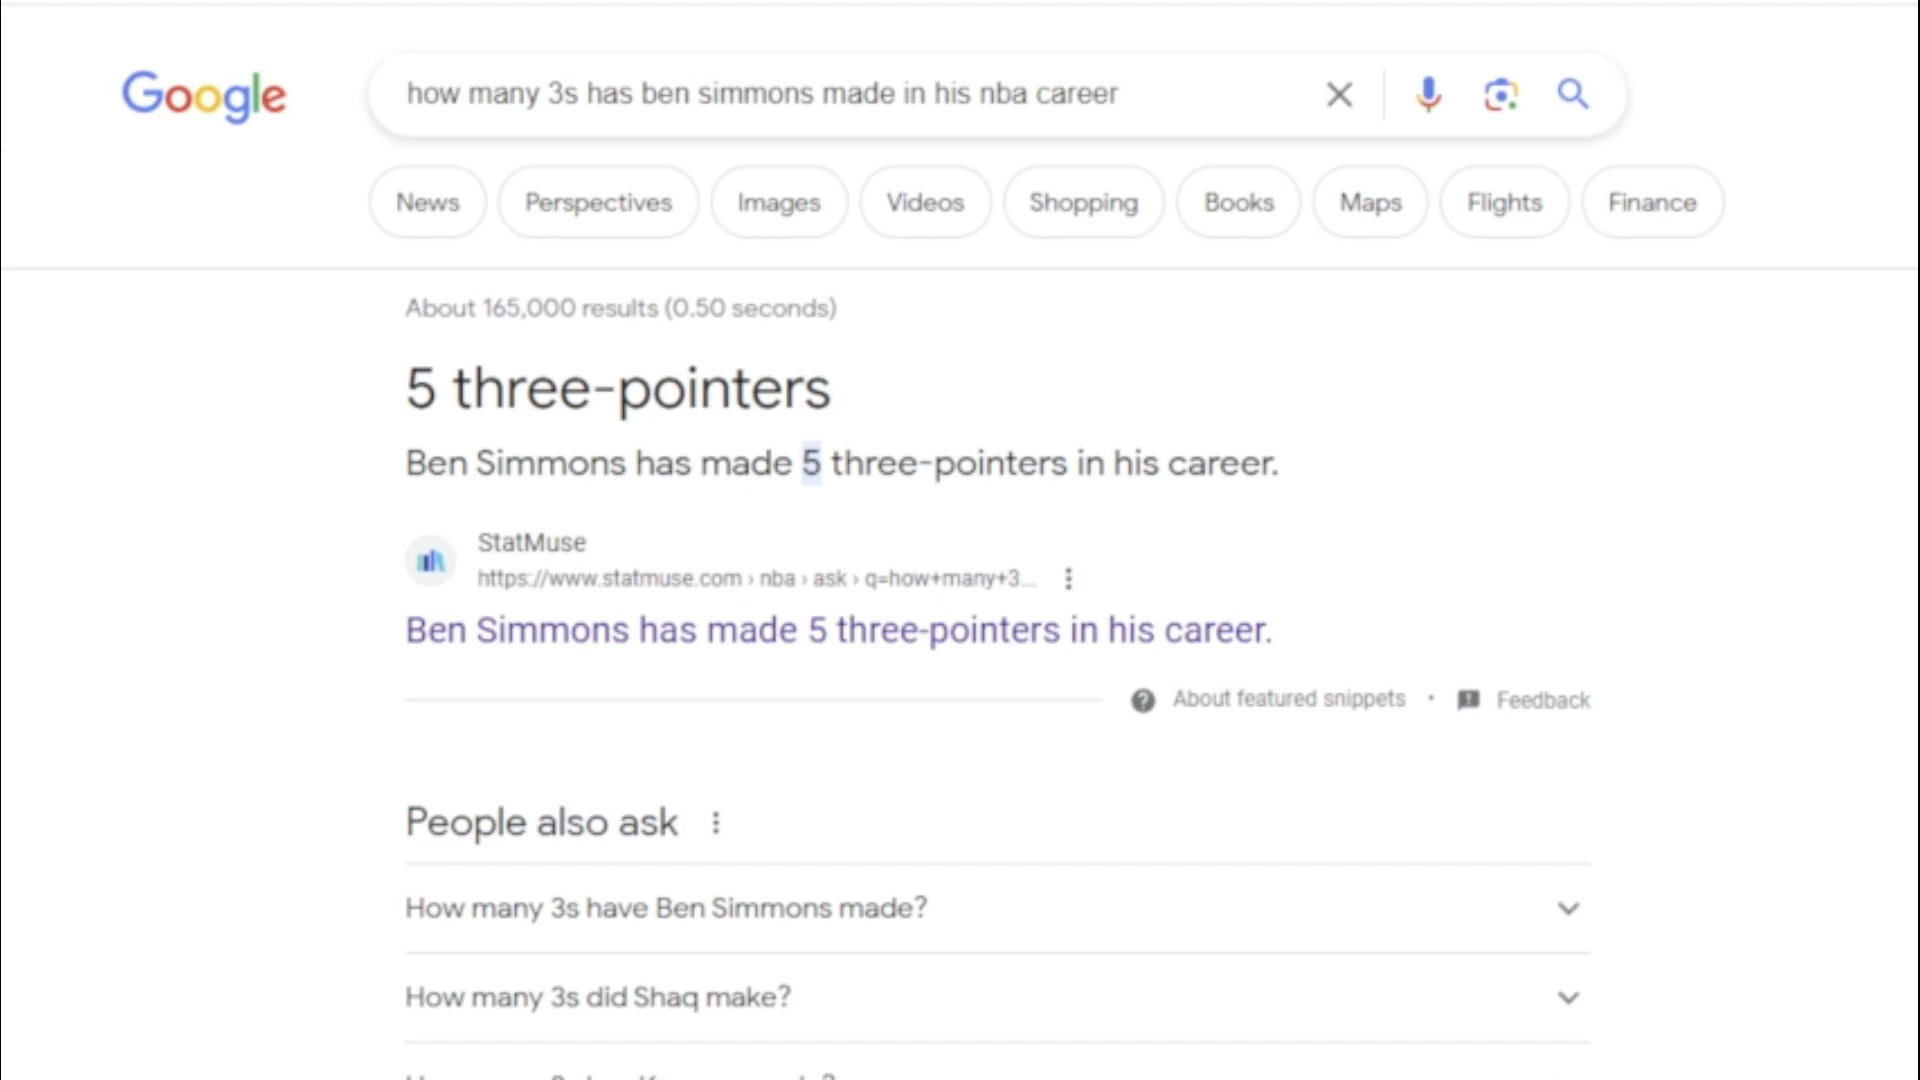 Google
how many 3s has ben simmons made in his nba career
News Perspectives Images Videos Shopping Books Maps Flights Finance
About 165,000 results (0.50 seconds)
5 three-pointers
Ben Simmons has made 5 three-pointers in his career.
StatMuse
https://www.statmuse.com › nba › ask › q=how+many+3...
Ben Simmons has made 5 three-pointers in his career.
About featured snippets • Feedback
People also ask
How many 3s have Ben Simmons made?
How many 3s did Shaq make?